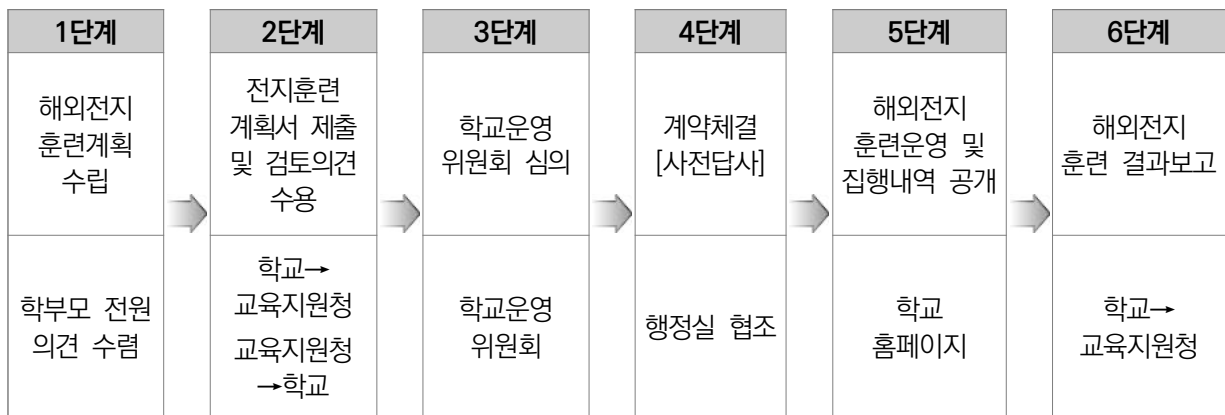 1단계
해외전지
훈련계획
수립
학부모 전원
의견 수렴
2단계
전지훈련
계획서 제출
및 검토의견
수용
학교→
교육지원청
교육지원청
→학교
3단계
학교운영
위원회 심의
학교운영
위원회
4단계
계약체결
[사전답사]
행정실 협조
5단계
해외전지
훈련운영 및
집행내역 공개
학교
홈페이지
6단계
해외전지
훈련 결과보고
학교→
교육지원청